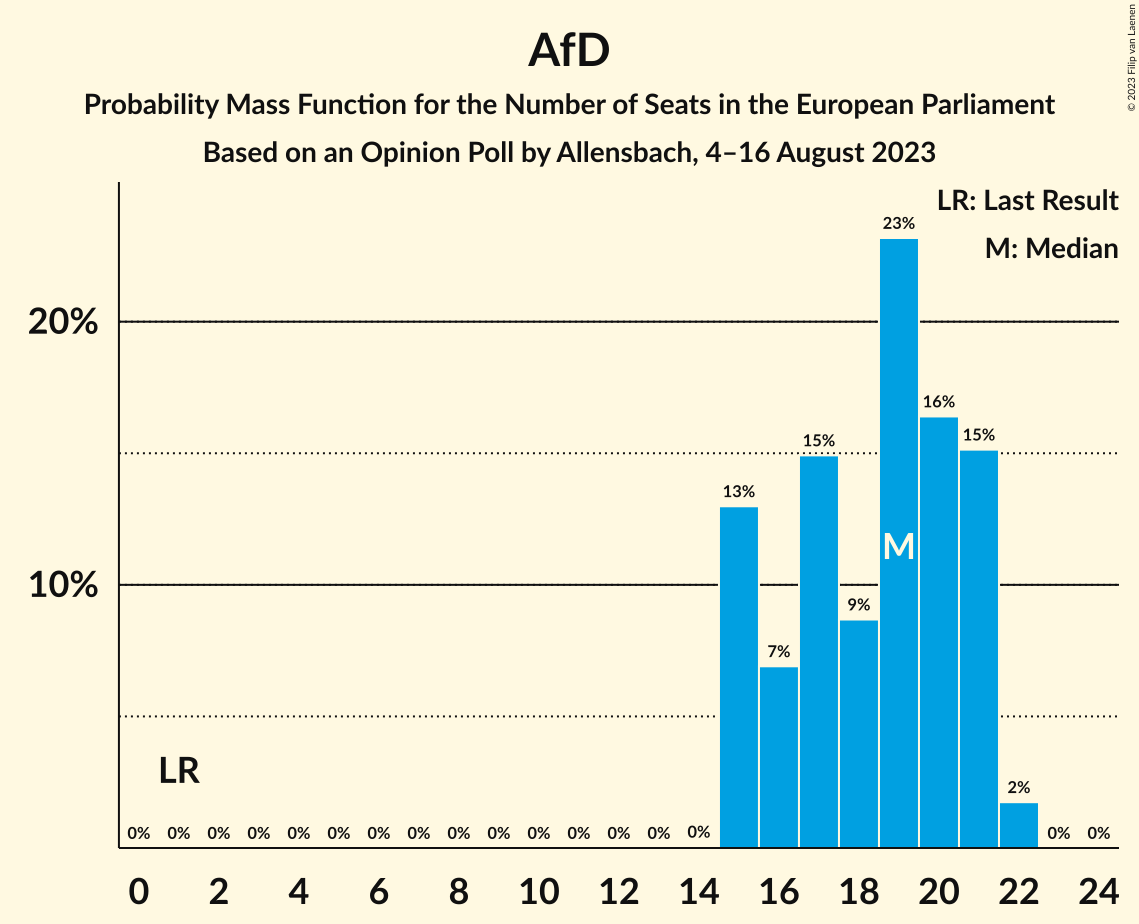 AfD
Probability Mass Function for the Number of Seats in the European Parliament
Based on an Opinion Poll by Allensbach, 4–16 August 2023
© 2023 Filip van Laenen
LR: Last Result
M: Median
23%
20%
16%
15%
15%
13%
M
10%
9%
7%
LR
2%
0% 0% 0% 0% 0% 0% 0% 0% 0% 0% 0% 0% 0% 0% 0% 0% 0%
0 2 4 6 8 10 12 14 16 18 20 22 24